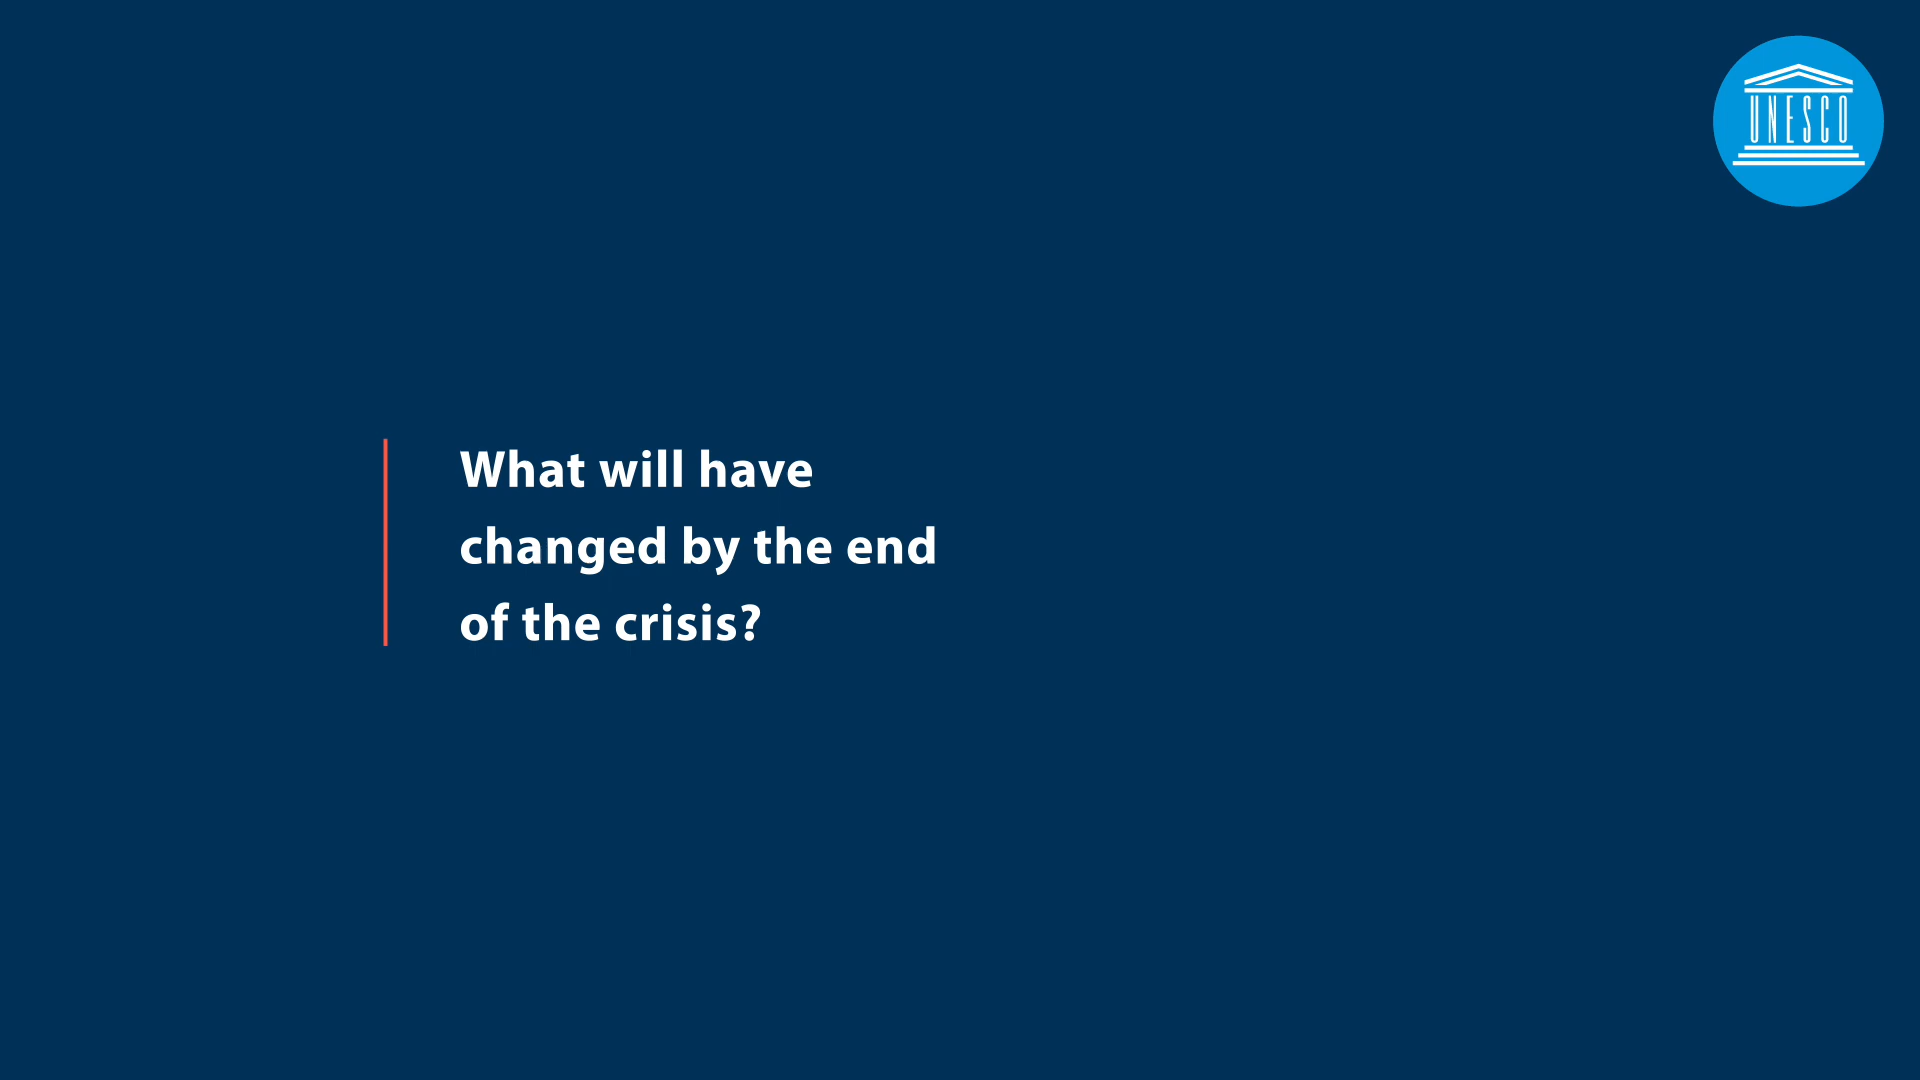 UNESCO
What will have
changed by the end
of the crisis?